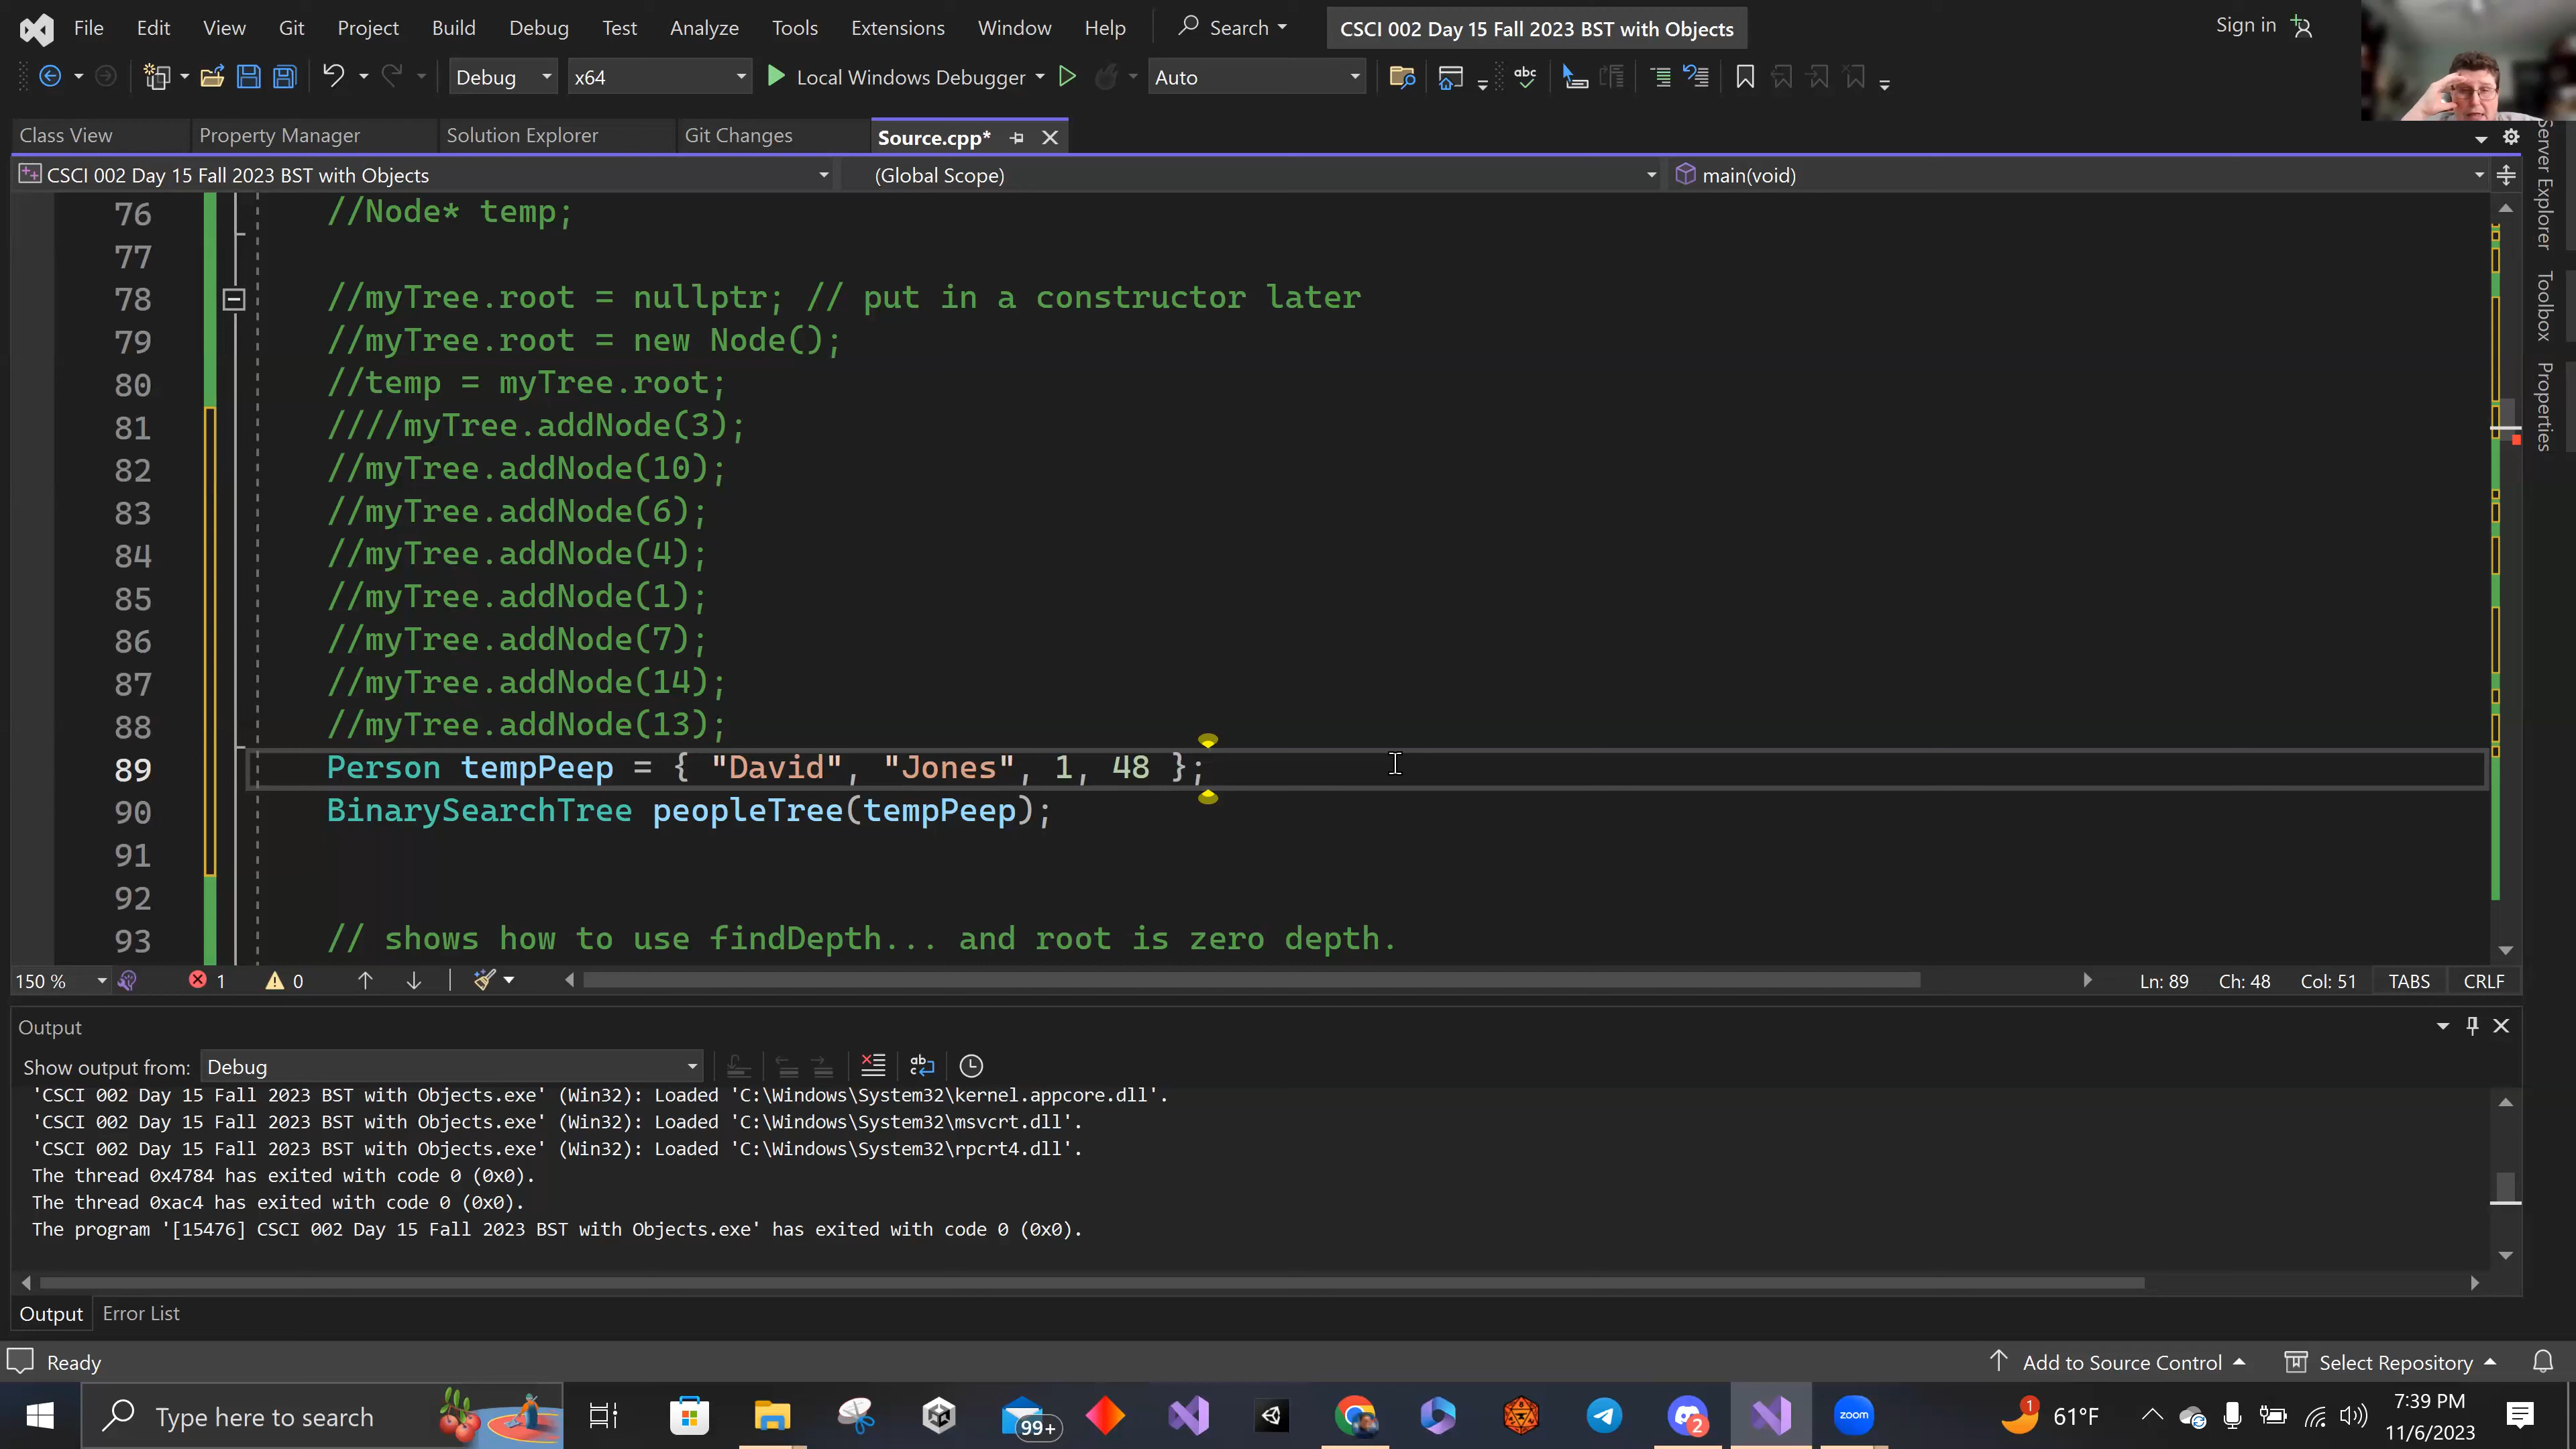 File Edit View Git Project Build Debug Test Analyze Tools Extensions Window Help Search CSCI 002 Day 15 Fall 2023 BST with Objects Sign in
Debug x64 Local Windows Debugger Auto abc
Class View Property Manager Solution Explorer Git Changes Source.cpp*
CSCI 002 Day 15 Fall 2023 BST with Objects (Global Scope) main(void)
76 //Node* temp;
77
78 //myTree.root = nullptr; // put in a constructor later
79 //myTree.root = new Node();
80 //temp = myTree.root;
81 ////myTree.addNode(3);
82 //myTree.addNode(10);
83 //myTree.addNode(6);
84 //myTree.addNode(4);
85 //myTree.addNode(1);
86 //myTree.addNode(7);
87 //myTree.addNode(14);
88 //myTree.addNode(13);
89 Person tempPeep = { "David", "Jones", 1, 48 };
90 BinarySearchTree peopleTree(tempPeep);
91
92
93 // shows how to use findDepth... and root is zero depth.
Server Explorer
Toolbox
Properties
150 % 1 0 Ln: 89 Ch: 48 Col: 51 TABS CRLF
Output
Show output from: Debug
'CSCI 002 Day 15 Fall 2023 BST with Objects.exe' (Win32): Loaded 'C:\Windows\System32\kernel.appcore.dll'.
'CSCI 002 Day 15 Fall 2023 BST with Objects.exe' (Win32): Loaded 'C:\Windows\System32\msvcrt.dll'.
'CSCI 002 Day 15 Fall 2023 BST with Objects.exe' (Win32): Loaded 'C:\Windows\System32\rpcrt4.dll'.
The thread 0x4784 has exited with code 0 (0x0).
The thread 0xac4 has exited with code 0 (0x0).
The program '[15476] CSCI 002 Day 15 Fall 2023 BST with Objects.exe' has exited with code 0 (0x0).
Output Error List
Ready Add to Source Control Select Repository
Type here to search 99+ 2 zoom 1 61°F 7:39 PM
11/6/2023